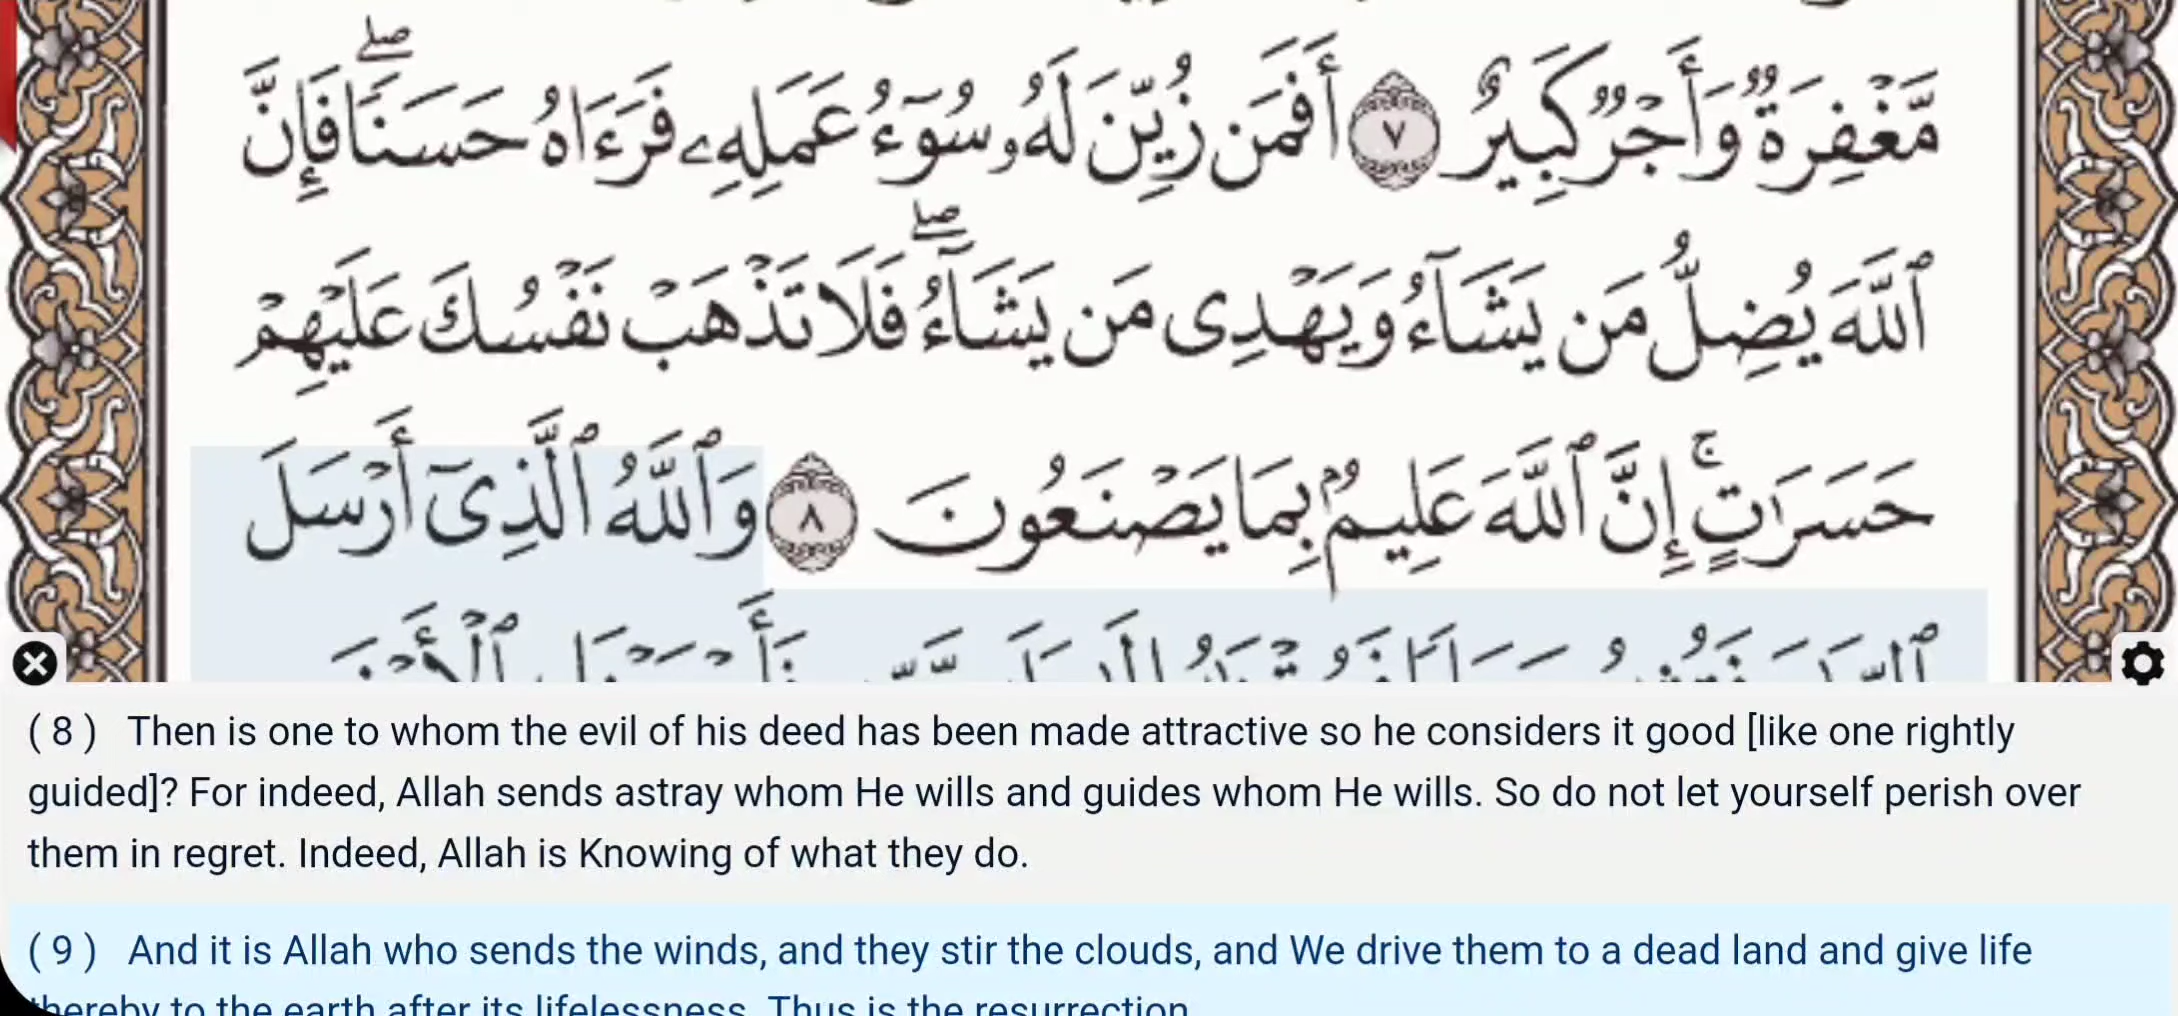 مَّغْفِرَةٌ وَأَجْرٌ كَبِيرٌ ٧ أَفَمَن زُيِّنَ لَهُۥ سُوٓءُ عَمَلِهِۦ فَرَءَاهُ حَسَنًاۖ فَإِنَّ
ٱللَّهَ يُضِلُّ مَن يَشَآءُ وَيَهْدِى مَن يَشَآءُۖ فَلَا تَذْهَبْ نَفْسُكَ عَلَيْهِمْ
حَسَرَٰتٍۚ إِنَّ ٱللَّهَ عَلِيمٌۢ بِمَا يَصْنَعُونَ ٨ وَٱللَّهُ ٱلَّذِىٓ أَرْسَلَ
( 8 ) Then is one to whom the evil of his deed has been made attractive so he considers it good [like one rightly
guided]? For indeed, Allah sends astray whom He wills and guides whom He wills. So do not let yourself perish over
them in regret. Indeed, Allah is Knowing of what they do.
( 9 ) And it is Allah who sends the winds, and they stir the clouds, and We drive them to a dead land and give life
thereby to the earth after its lifelessness. Thus is the resurrection.